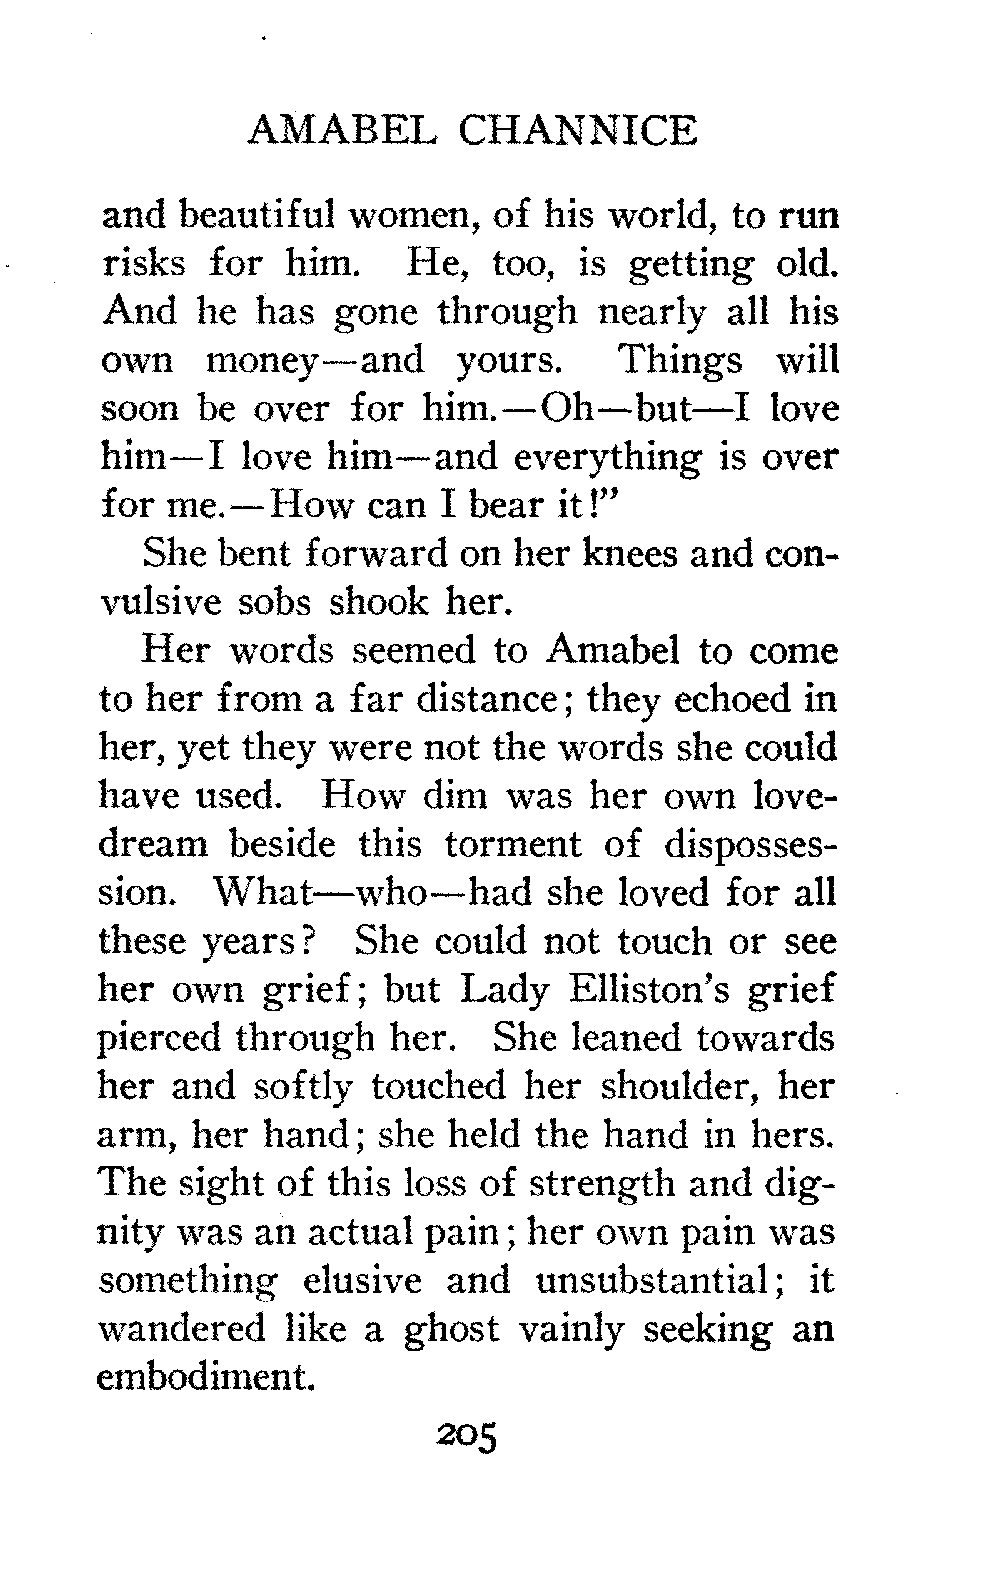 AMABEL CHANNICE
and beautiful women, of his world, to run
risks for him. He, too, is getting old.
And he has gone through nearly all his
own money—and yours. Things will
soon be over for him.—Oh—but—I love
him—I love him—and everything is over
for me.—How can I bear it!”
She bent forward on her knees and con-
vulsive sobs shook her.
Her words seemed to Amabel to come
to her from a far distance; they echoed in
her, yet they were not the words she could
have used. How dim was her own love-
dream beside this torment of disposses-
sion. What—who—had she loved for all
these years? She could not touch or see
her own grief; but Lady Elliston's grief
pierced through her. She leaned towards
her and softly touched her shoulder, her
arm, her hand; she held the hand in hers.
The sight of this loss of strength and dig-
nity was an actual pain; her own pain was
something elusive and unsubstantial; it
wandered like a ghost vainly seeking an
embodiment.
205